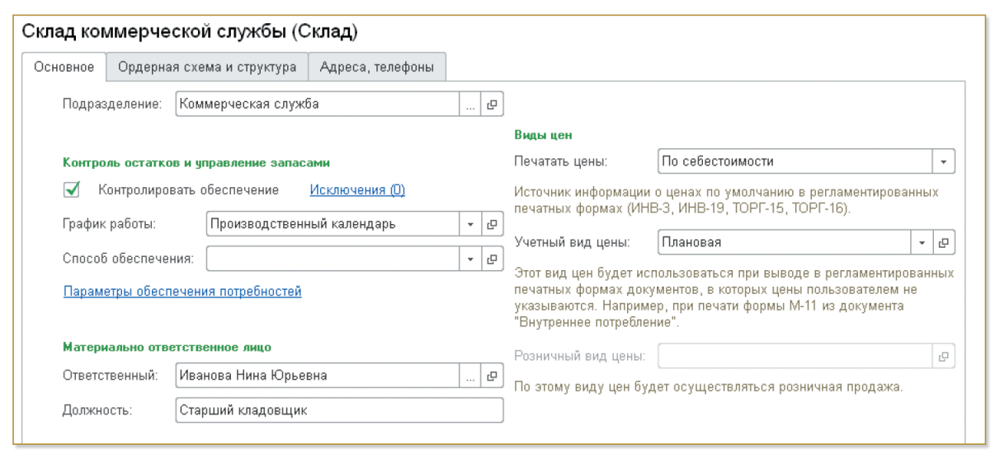 Склад коммерческой службы (Склад)
Основное Ордерная схема и структура Адреса, телефоны
Подразделение: Коммерческая служба ...
Контроль остатков и управление запасами
Контролировать обеспечение Исключения (0)
График работы: Производственный календарь
Способ обеспечения:
Параметры обеспечения потребностей
Материально ответственное лицо
Ответственный: Иванова Нина Юрьевна ...
Должность: Старший кладовщик
Виды цен
Печатать цены: По себестоимости
Источник информации о ценах по умолчанию в регламентированных
печатных формах (ИНВ-3, ИНВ-19, ТОРГ-15, ТОРГ-16).
Учетный вид цены: Плановая
Этот вид цен будет использоваться при выводе в регламентированных
печатных формах документов, в которых цены пользователем не
указываются. Например, при печати формы М-11 из документа
"Внутреннее потребление".
Розничный вид цены:
По этому виду цен будет осуществляться розничная продажа.